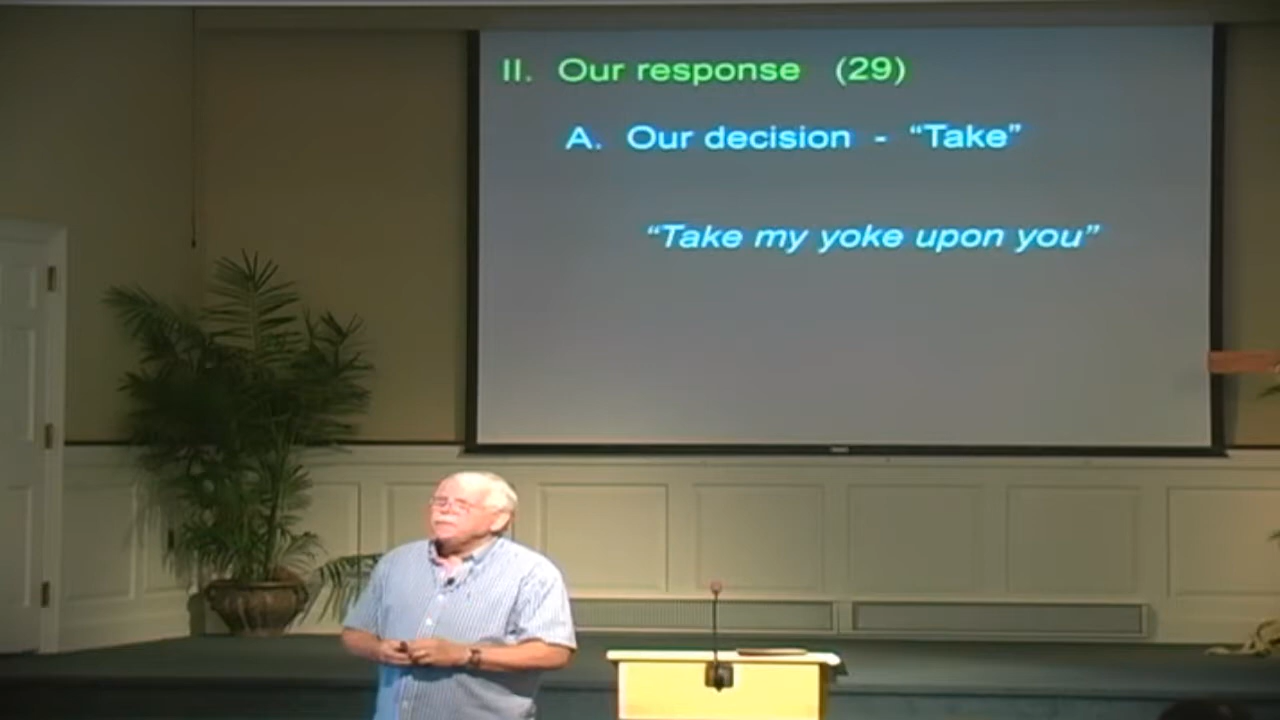 II. Our response (29)
A. Our decision - “Take”
“Take my yoke upon you”